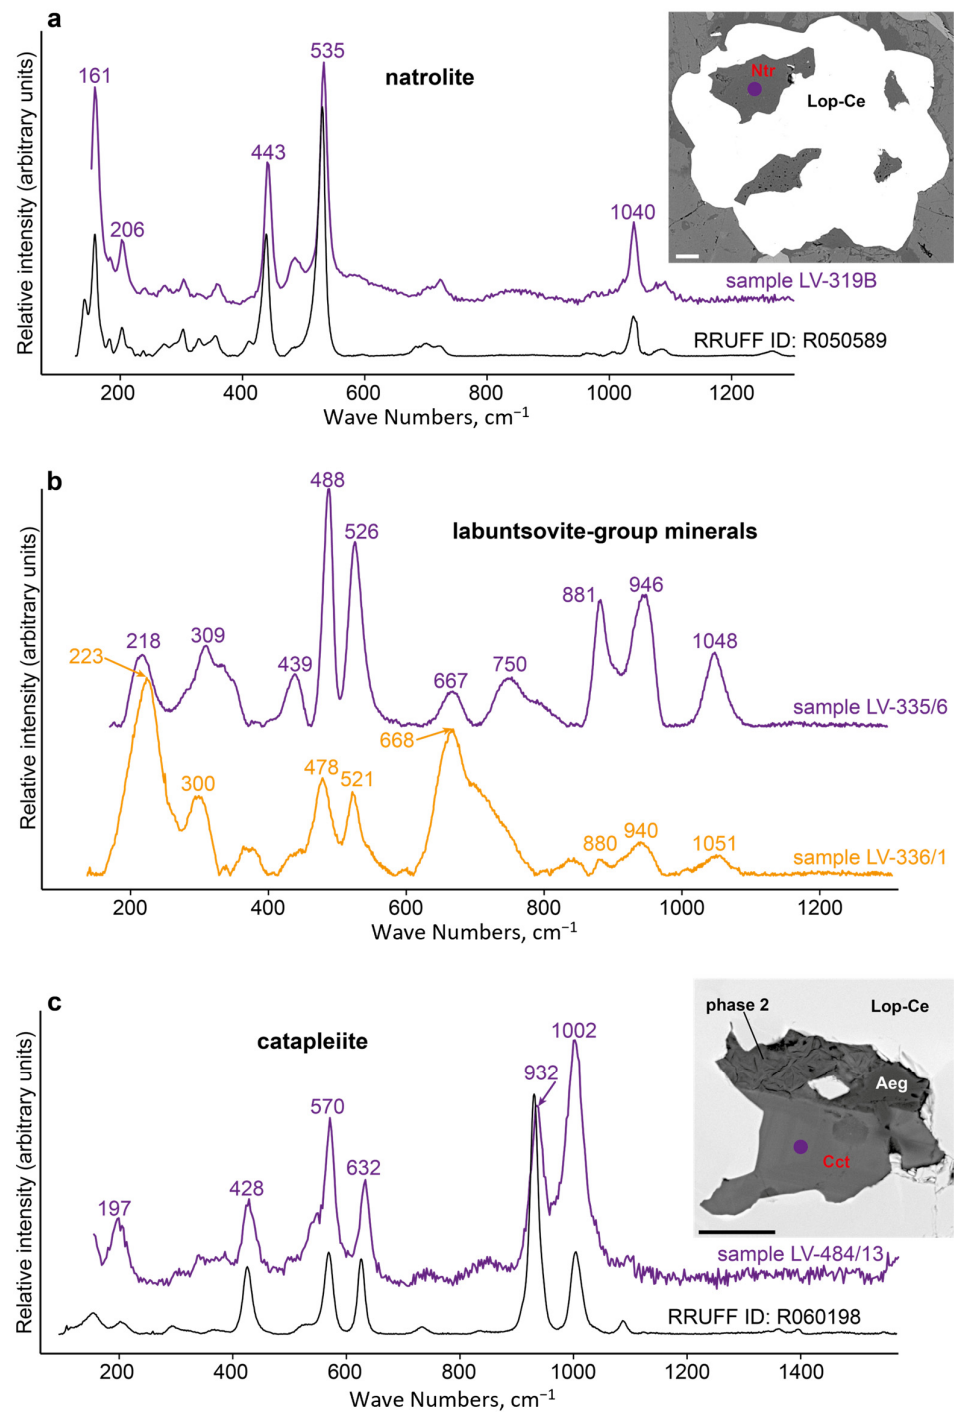 a
Relative intensity (arbitrary units)
natrolite
161
206
443
535
1040
Ntr
Lop-Ce
sample LV-319B
RRUFF ID: R050589
200 400 600 800 1000 1200
Wave Numbers, cm⁻¹
b
Relative intensity (arbitrary units)
labuntsovite-group minerals
488
526
881
946
218
309
439
667
750
1048
223
sample LV-335/6
668
300
478
521
880
940
1051
sample LV-336/1
200 400 600 800 1000 1200
Wave Numbers, cm⁻¹
c
Relative intensity (arbitrary units)
catapleiite
197
428
570
632
932
1002
phase 2
Lop-Ce
Aeg
Cct
sample LV-484/13
RRUFF ID: R060198
200 400 600 800 1000 1200 1400
Wave Numbers, cm⁻¹